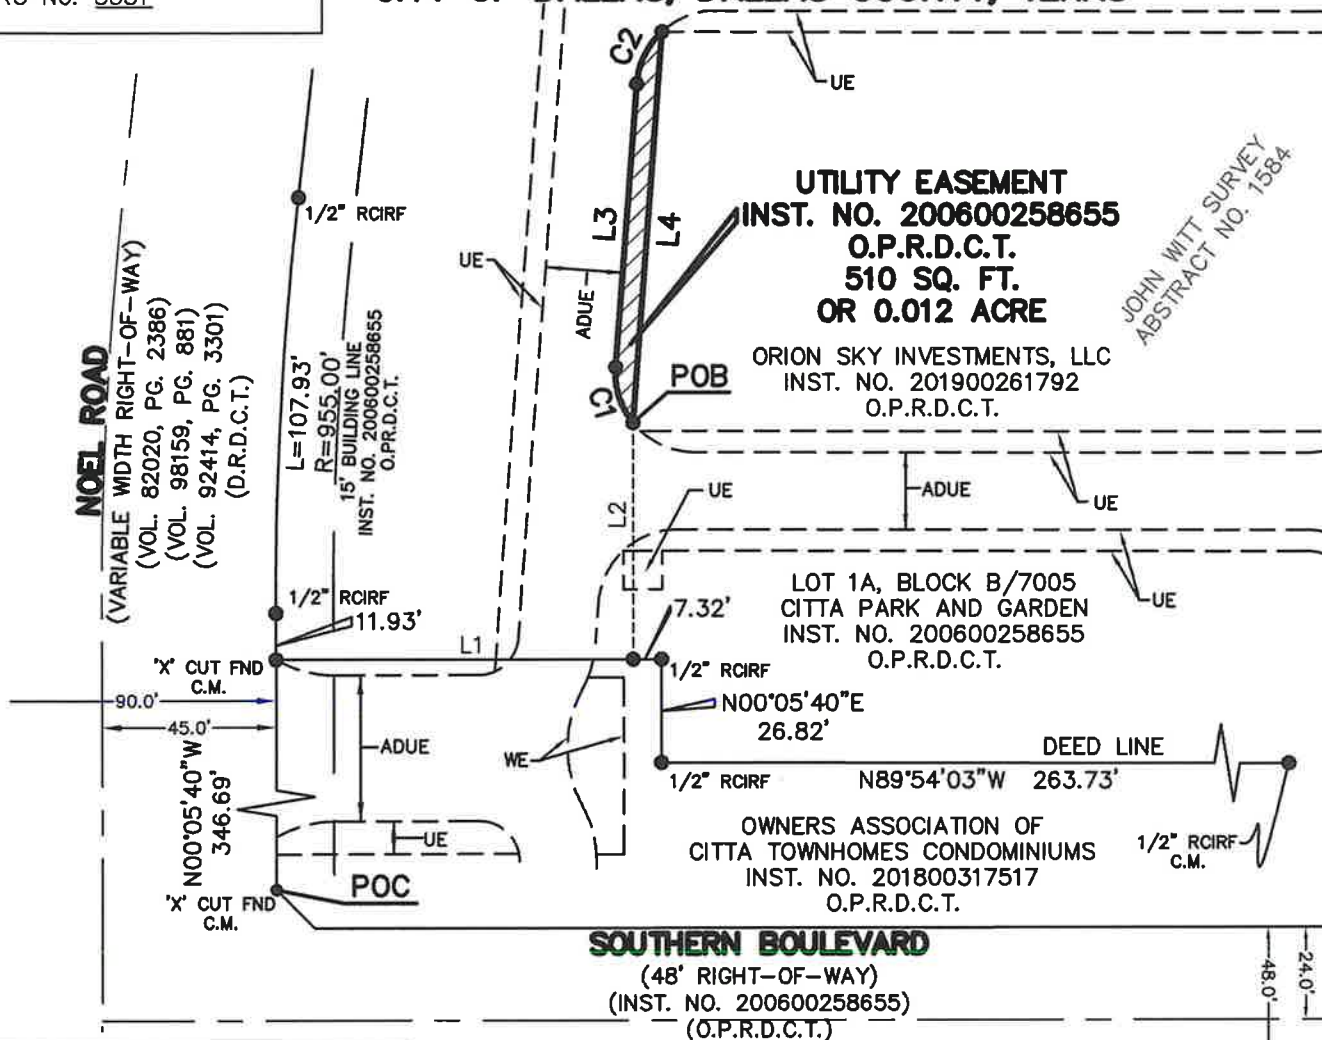 C2
UE
JOHN WITT SURVEY
ABSTRACT NO. 1584
UTILITY EASEMENT
INST. NO. 200600258655
O.P.R.D.C.T.
510 SQ. FT.
OR 0.012 ACRE
1/2" RCIRF
L3
L4
UE
ADUE
NOEL ROAD
(VARIABLE WIDTH RIGHT-OF-WAY)
(VOL. 82020, PG. 2386)
(VOL. 98159, PG. 881)
(VOL. 92414, PG. 3301)
(D.R.D.C.T.)
L=107.93'
R=955.00'
15' BUILDING LINE
INST. NO. 200600258655
O.PR.D.C.T.
ORION SKY INVESTMENTS, LLC
INST. NO. 201900261792
O.P.R.D.C.T.
POB
C1
ADUE
UE
UE
L2
LOT 1A, BLOCK B/7005
CITTA PARK AND GARDEN
INST. NO. 200600258655
O.P.R.D.C.T.
UE
1/2" RCIRF
11.93'
7.32'
L1
'X' CUT FND
C.M.
1/2" RCIRF
90.0'
45.0'
N00°05'40"E
26.82'
ADUE
WE
DEED LINE
1/2" RCIRF
N89°54'03"W 263.73'
N00°05'40"W
346.69'
UE
OWNERS ASSOCIATION OF
CITTA TOWNHOMES CONDOMINIUMS
INST. NO. 201800317517
O.P.R.D.C.T.
1/2" RCIRF
C.M.
POC
'X' CUT FND
C.M.
SOUTHERN BOULEVARD
(48' RIGHT-OF-WAY)
(INST. NO. 200600258655)
(O.P.R.D.C.T.)
48.0'
24.0'